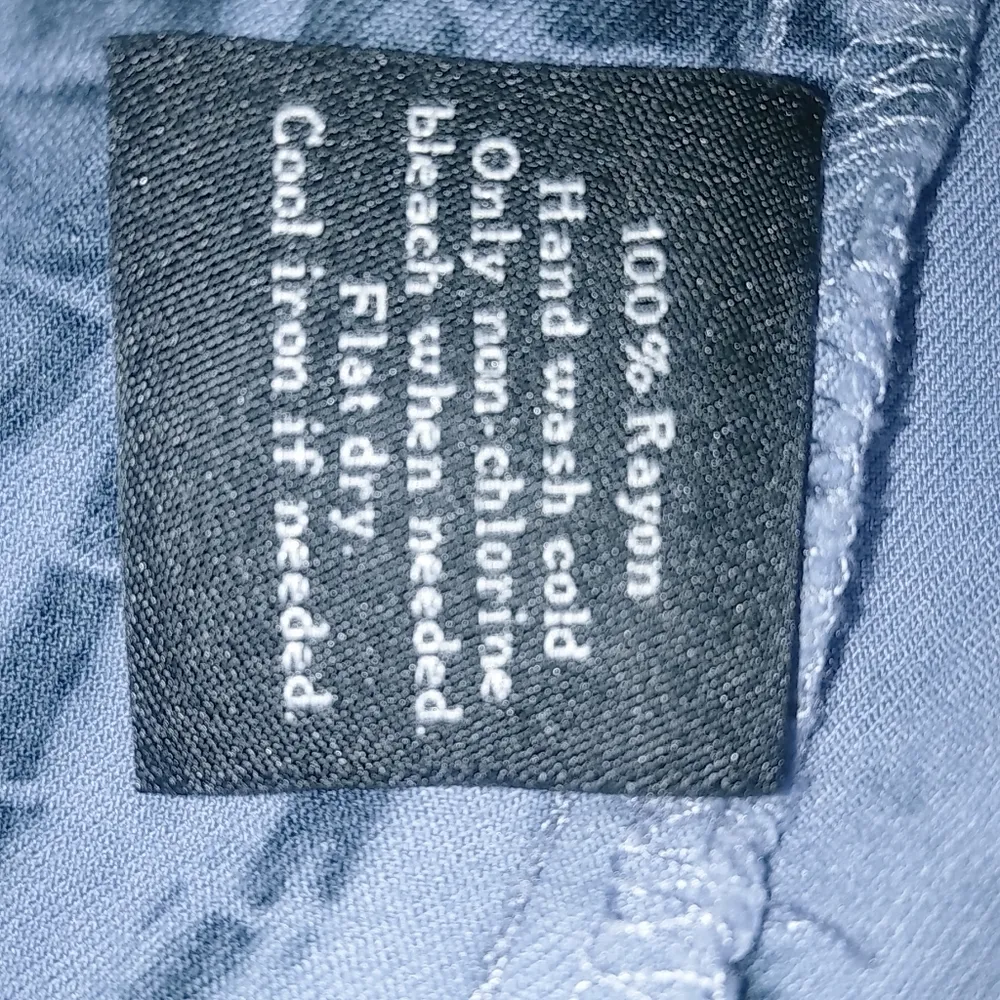 100% Rayon
Hand wash cold
Only non-chlorine
bleach when needed.
Flat dry.
Cool iron if needed.